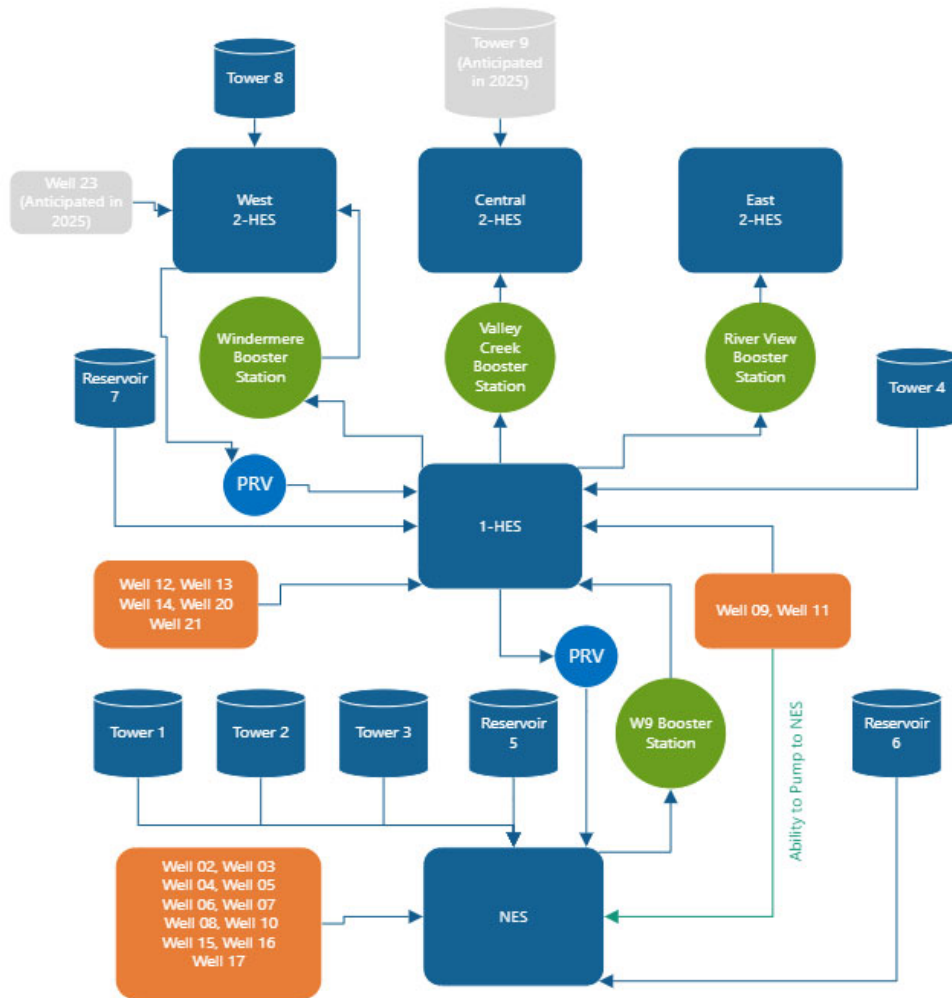 Tower 8
Tower 9
(Anticipated
in 2025)
Well 23
(Anticipated in
2025)
West
2-HES
Central
2-HES
East
2-HES
Windermere
Booster
Station
Valley
Creek
Booster
Station
River View
Booster
Station
Reservoir
7
Tower 4
PRV
1-HES
Well 12, Well 13
Well 14, Well 20
Well 21
Well 09, Well 11
PRV
Tower 1
Tower 2
Tower 3
Reservoir
5
W9 Booster
Station
Ability to Pump to NES
Reservoir
6
Well 02, Well 03
Well 04, Well 05
Well 06, Well 07
Well 08, Well 10
Well 15, Well 16
Well 17
NES